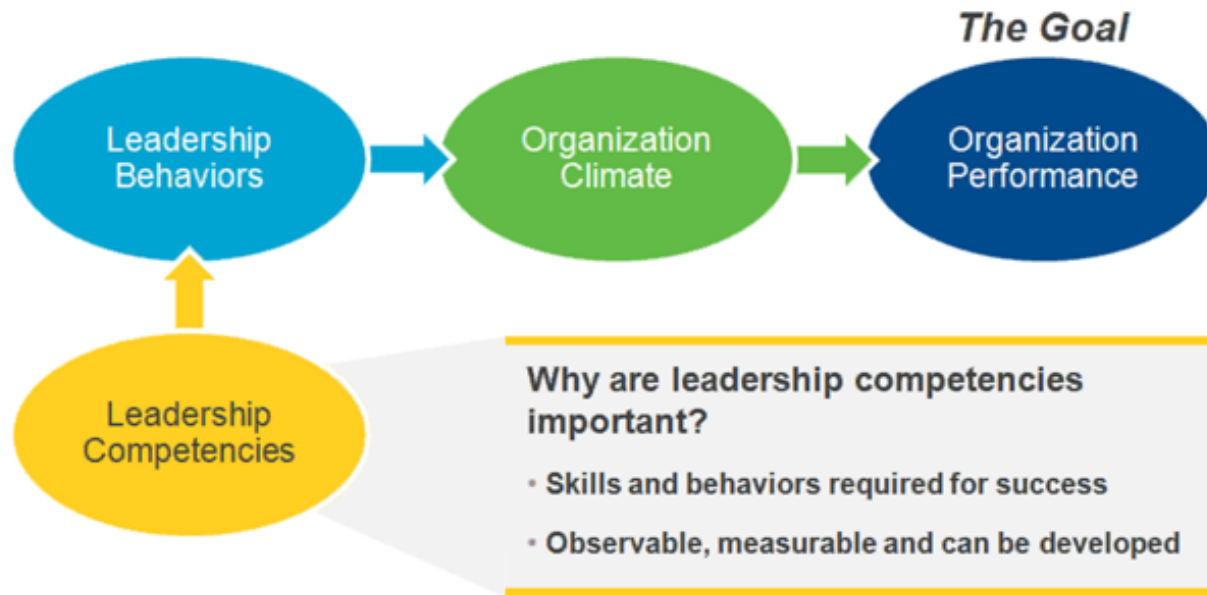 The Goal
Leadership
Behaviors
Organization
Climate
Organization
Performance
Leadership
Competencies
Why are leadership competencies
important?
• Skills and behaviors required for success
• Observable, measurable and can be developed